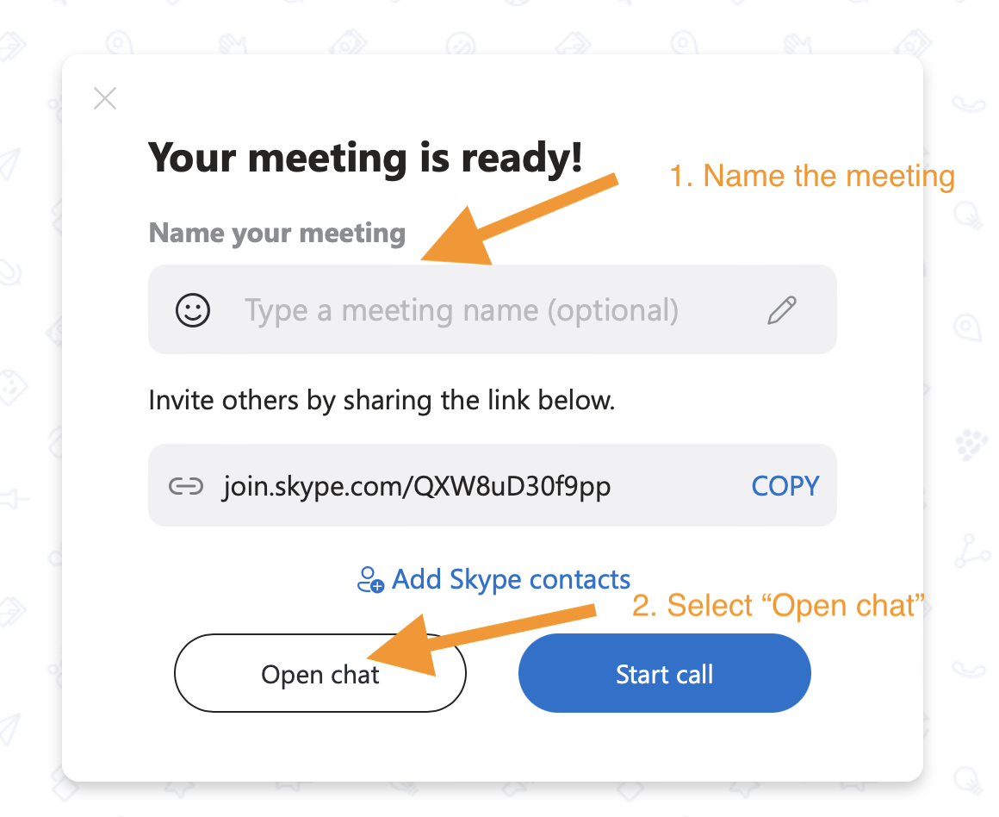 Your meeting is ready!
1. Name the meeting
Name your meeting
Type a meeting name (optional)
Invite others by sharing the link below.
join.skype.com/QXW8uD30f9pp COPY
Add Skype contacts
2. Select “Open chat”
Open chat
Start call